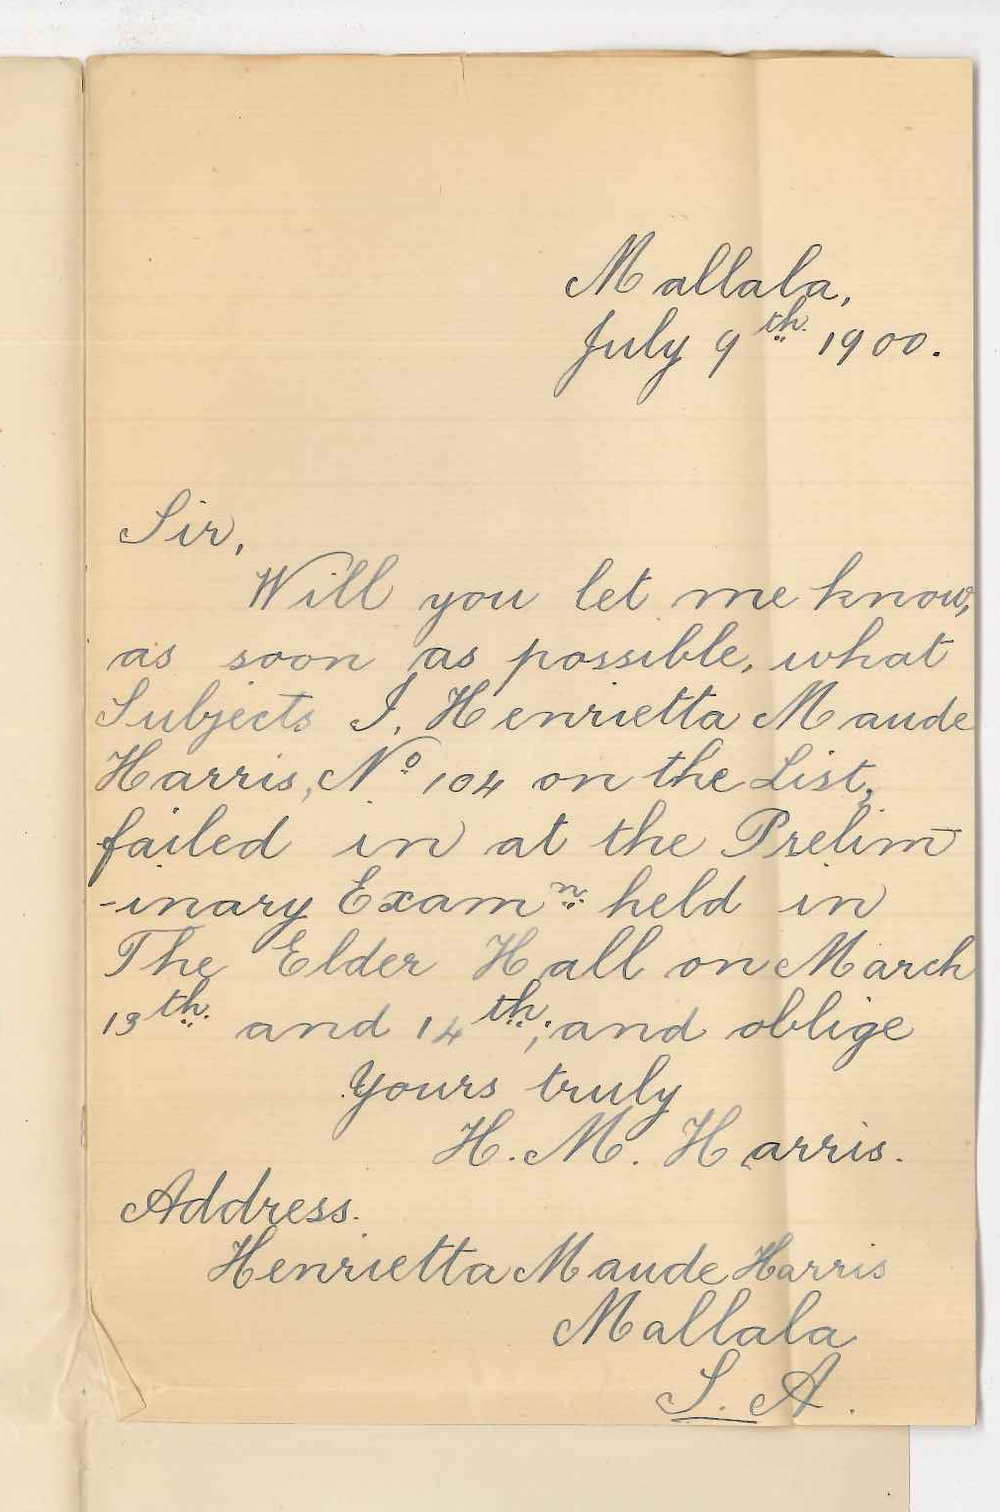 Mallala,
July 9th. 1900.
Sir,
Will you let me know,
as soon as possible, what
Subjects I, Henrietta Maude
Harris, No 104 on the List,
failed in at the Prelim
-inary Examn. held in
The Elder Hall on March
13th. and 14th.; and oblige
Yours truly
H. M. Harris.
Address.
Henrietta Maude Harris
Mallala
S. A.